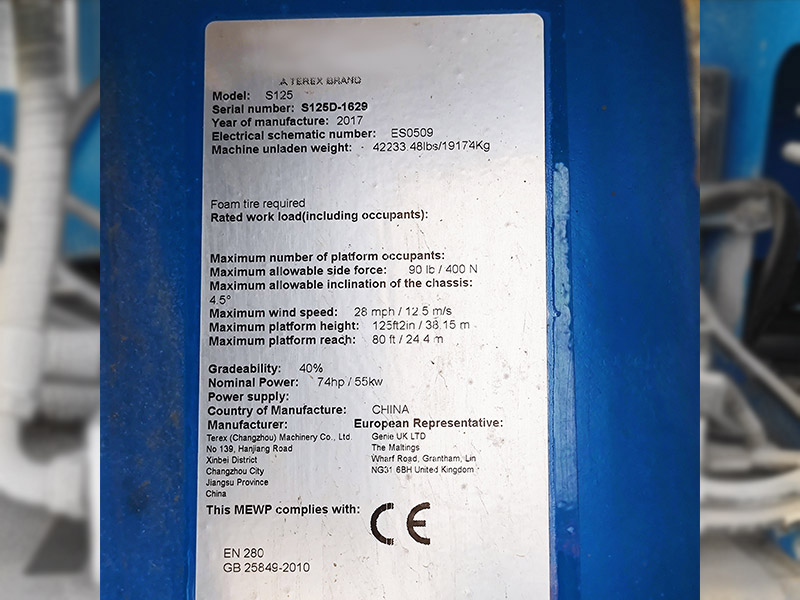 A TEREX BRAND
Model: S125
Serial number: S125D-1629
Year of manufacture: 2017
Electrical schematic number: ES0509
Machine unladen weight: 42233.48lbs/19174Kg
Foam tire required
Rated work load(including occupants):
Maximum number of platform occupants:
Maximum allowable side force: 90 lb / 400 N
Maximum allowable inclination of the chassis:
4.5°
Maximum wind speed: 28 mph / 12.5 m/s
Maximum platform height: 125ft2in / 38.15 m
Maximum platform reach: 80 ft / 24.4 m
Gradeability: 40%
Nominal Power: 74hp / 55kw
Power supply:
Country of Manufacture: CHINA
Manufacturer: European Representative:
Terex (Changzhou) Machinery Co., Ltd. Genie UK LTD
No 139, Hanjiang Road The Maltings
Xinbei District Wharf Road, Grantham, Lin
Changzhou City NG31 6BH United Kingdom
Jiangsu Province
China
This MEWP complies with: CE
EN 280
GB 25849-2010